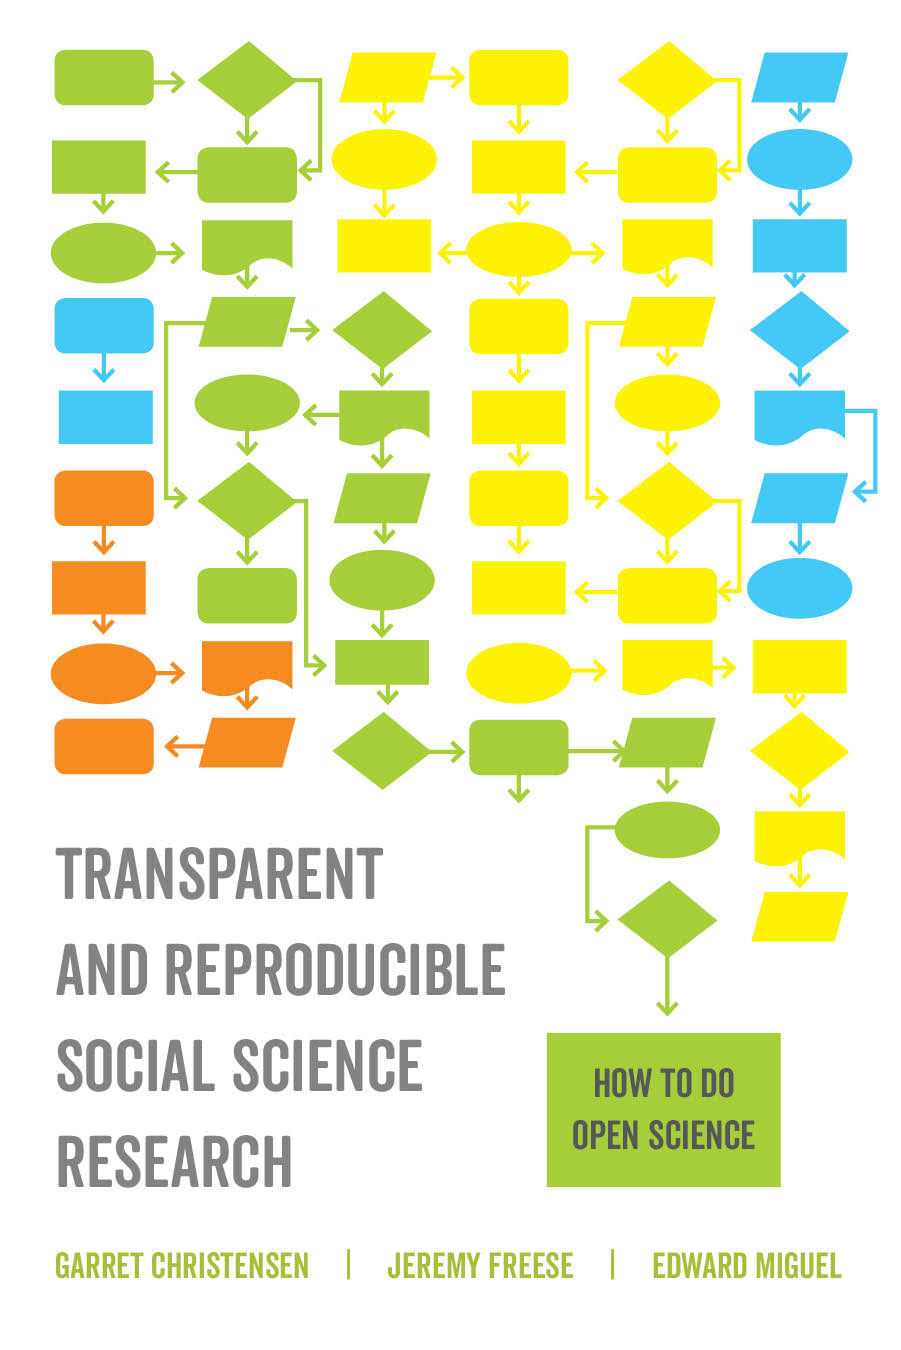 TRANSPARENT
AND REPRODUCIBLE
SOCIAL SCIENCE
RESEARCH
HOW TO DO
OPEN SCIENCE
GARRET CHRISTENSEN | JEREMY FREESE | EDWARD MIGUEL